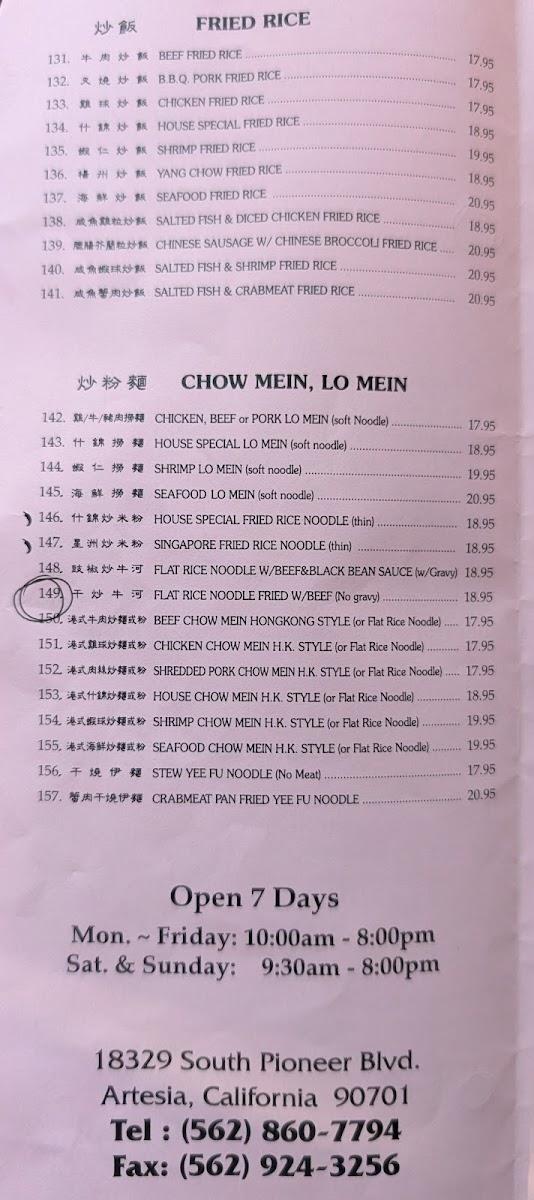 炒飯 FRIED RICE
131. 牛肉炒飯 BEEF FRIED RICE 17.95
132. 叉燒炒飯 B.B.Q. PORK FRIED RICE 17.95
133. 雞球炒飯 CHICKEN FRIED RICE 17.95
134. 什錦炒飯 HOUSE SPECIAL FRIED RICE 18.95
135. 蝦仁炒飯 SHRIMP FRIED RICE 19.95
136. 楊州炒飯 YANG CHOW FRIED RICE 18.95
137. 海鮮炒飯 SEAFOOD FRIED RICE 20.95
138. 咸魚雞粒炒飯 SALTED FISH & DICED CHICKEN FRIED RICE 18.95
139. 臘腸芥蘭粒炒飯 CHINESE SAUSAGE W/ CHINESE BROCCOLI FRIED RICE 20.95
140. 咸魚蝦球炒飯 SALTED FISH & SHRIMP FRIED RICE 20.95
141. 咸魚蟹肉炒飯 SALTED FISH & CRABMEAT FRIED RICE 20.95
炒粉麵 CHOW MEIN, LO MEIN
142. 雞/牛/豬肉撈麵 CHICKEN, BEEF or PORK LO MEIN (soft Noodle) 17.95
143. 什錦撈麵 HOUSE SPECIAL LO MEIN (soft noodle) 18.95
144. 蝦仁撈麵 SHRIMP LO MEIN (soft noodle) 19.95
145. 海鮮撈麵 SEAFOOD LO MEIN (soft noodle) 20.95
146. 什錦炒米粉 HOUSE SPECIAL FRIED RICE NOODLE (thin) 18.95
147. 星洲炒米粉 SINGAPORE FRIED RICE NOODLE (thin) 18.95
148. 豉椒炒牛河 FLAT RICE NOODLE W/BEEF&BLACK BEAN SAUCE (w/Gravy) 18.95
149. 干炒牛河 FLAT RICE NOODLE FRIED W/BEEF (No gravy) 18.95
150. 港式牛肉炒麵或粉 BEEF CHOW MEIN HONGKONG STYLE (or Flat Rice Noodle) 17.95
151. 港式雞球炒麵或粉 CHICKEN CHOW MEIN H.K. STYLE (or Flat Rice Noodle) 17.95
152. 港式肉絲炒麵或粉 SHREDDED PORK CHOW MEIN H.K. STYLE (or Flat Rice Noodle) 17.95
153. 港式什錦炒麵或粉 HOUSE CHOW MEIN H.K. STYLE (or Flat Rice Noodle) 18.95
154. 港式蝦球炒麵或粉 SHRIMP CHOW MEIN H.K. STYLE (or Flat Rice Noodle) 19.95
155. 港式海鮮炒麵或粉 SEAFOOD CHOW MEIN H.K. STYLE (or Flat Rice Noodle) 19.95
156. 干燒伊麵 STEW YEE FU NOODLE (No Meat) 17.95
157. 蟹肉干燒伊麵 CRABMEAT PAN FRIED YEE FU NOODLE 20.95
Open 7 Days
Mon. ~ Friday: 10:00am - 8:00pm
Sat. & Sunday: 9:30am - 8:00pm
18329 South Pioneer Blvd.
Artesia, California 90701
Tel : (562) 860-7794
Fax: (562) 924-3256